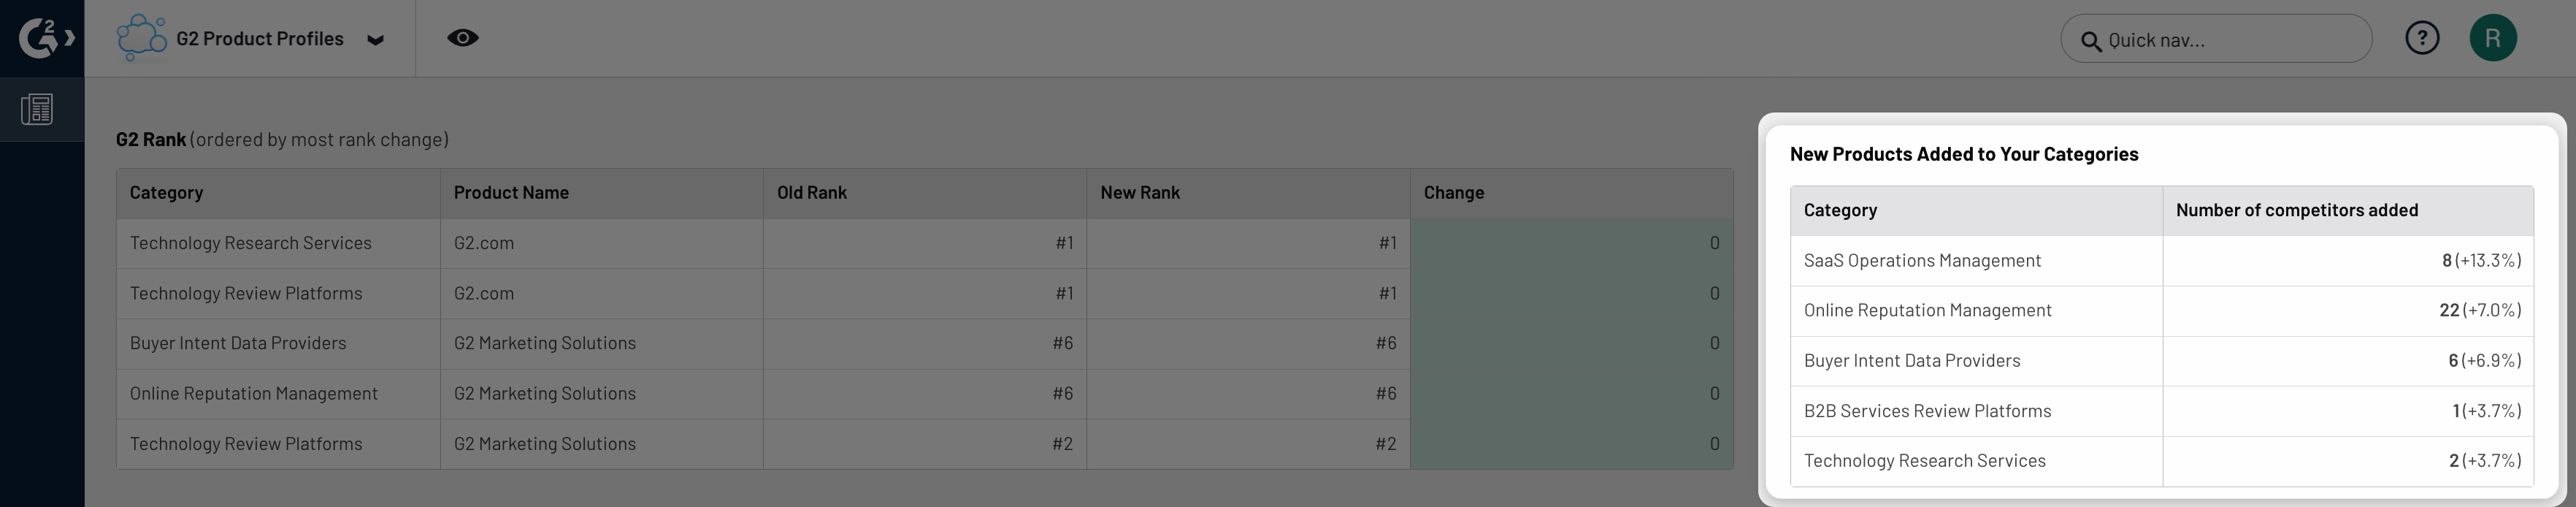 G2
G2 Product Profiles
Quick nav...
?
R
G2 Rank (ordered by most rank change)
Category Product Name Old Rank New Rank Change
Technology Research Services G2.com #1 #1 0
Technology Review Platforms G2.com #1 #1 0
Buyer Intent Data Providers G2 Marketing Solutions #6 #6 0
Online Reputation Management G2 Marketing Solutions #6 #6 0
Technology Review Platforms G2 Marketing Solutions #2 #2 0
New Products Added to Your Categories
Category Number of competitors added
SaaS Operations Management 8 (+13.3%)
Online Reputation Management 22 (+7.0%)
Buyer Intent Data Providers 6 (+6.9%)
B2B Services Review Platforms 1 (+3.7%)
Technology Research Services 2 (+3.7%)